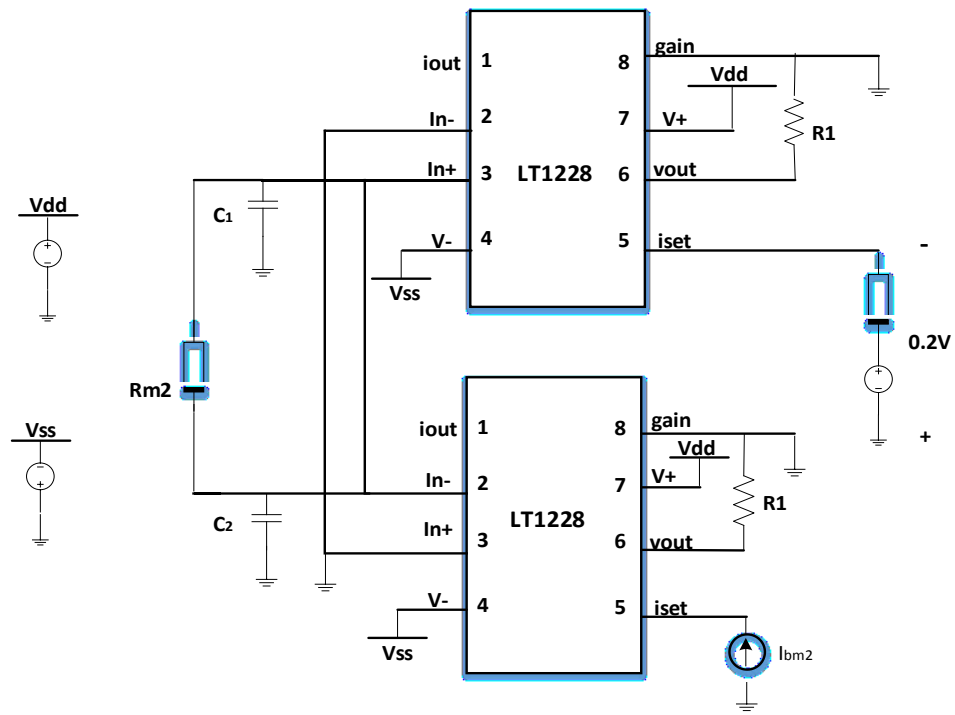 iout 1 8 gain
Vdd
In- 2 7 V+
R1
In+ 3 LT1228 6 vout
C1
Vdd
V- 4 5 iset -
Vss
0.2V
Rm2
+
Vss
iout 1 8 gain
Vdd
In- 2 7 V+
R1
C2
LT1228
In+ 3 6 vout
V- 4 5 iset
Vss
Ibm2